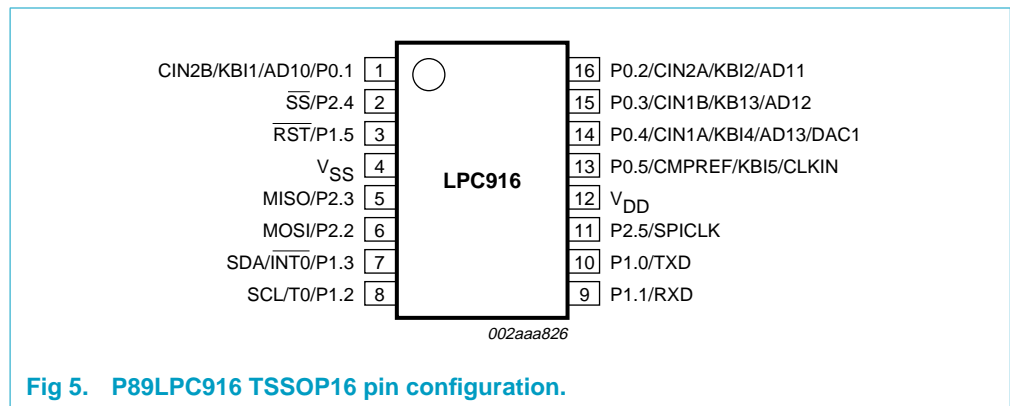 CIN2B/KBI1/AD10/P0.1 1
16 P0.2/CIN2A/KBI2/AD11
S̅S̅/P2.4 2
15 P0.3/CIN1B/KB13/AD12
R̅S̅T̅/P1.5 3
14 P0.4/CIN1A/KBI4/AD13/DAC1
VSS 4
13 P0.5/CMPREF/KBI5/CLKIN
LPC916
MISO/P2.3 5
12 VDD
MOSI/P2.2 6
11 P2.5/SPICLK
SDA/I̅N̅T̅0̅/P1.3 7
10 P1.0/TXD
SCL/T0/P1.2 8
9 P1.1/RXD
002aaa826
Fig 5. P89LPC916 TSSOP16 pin configuration.